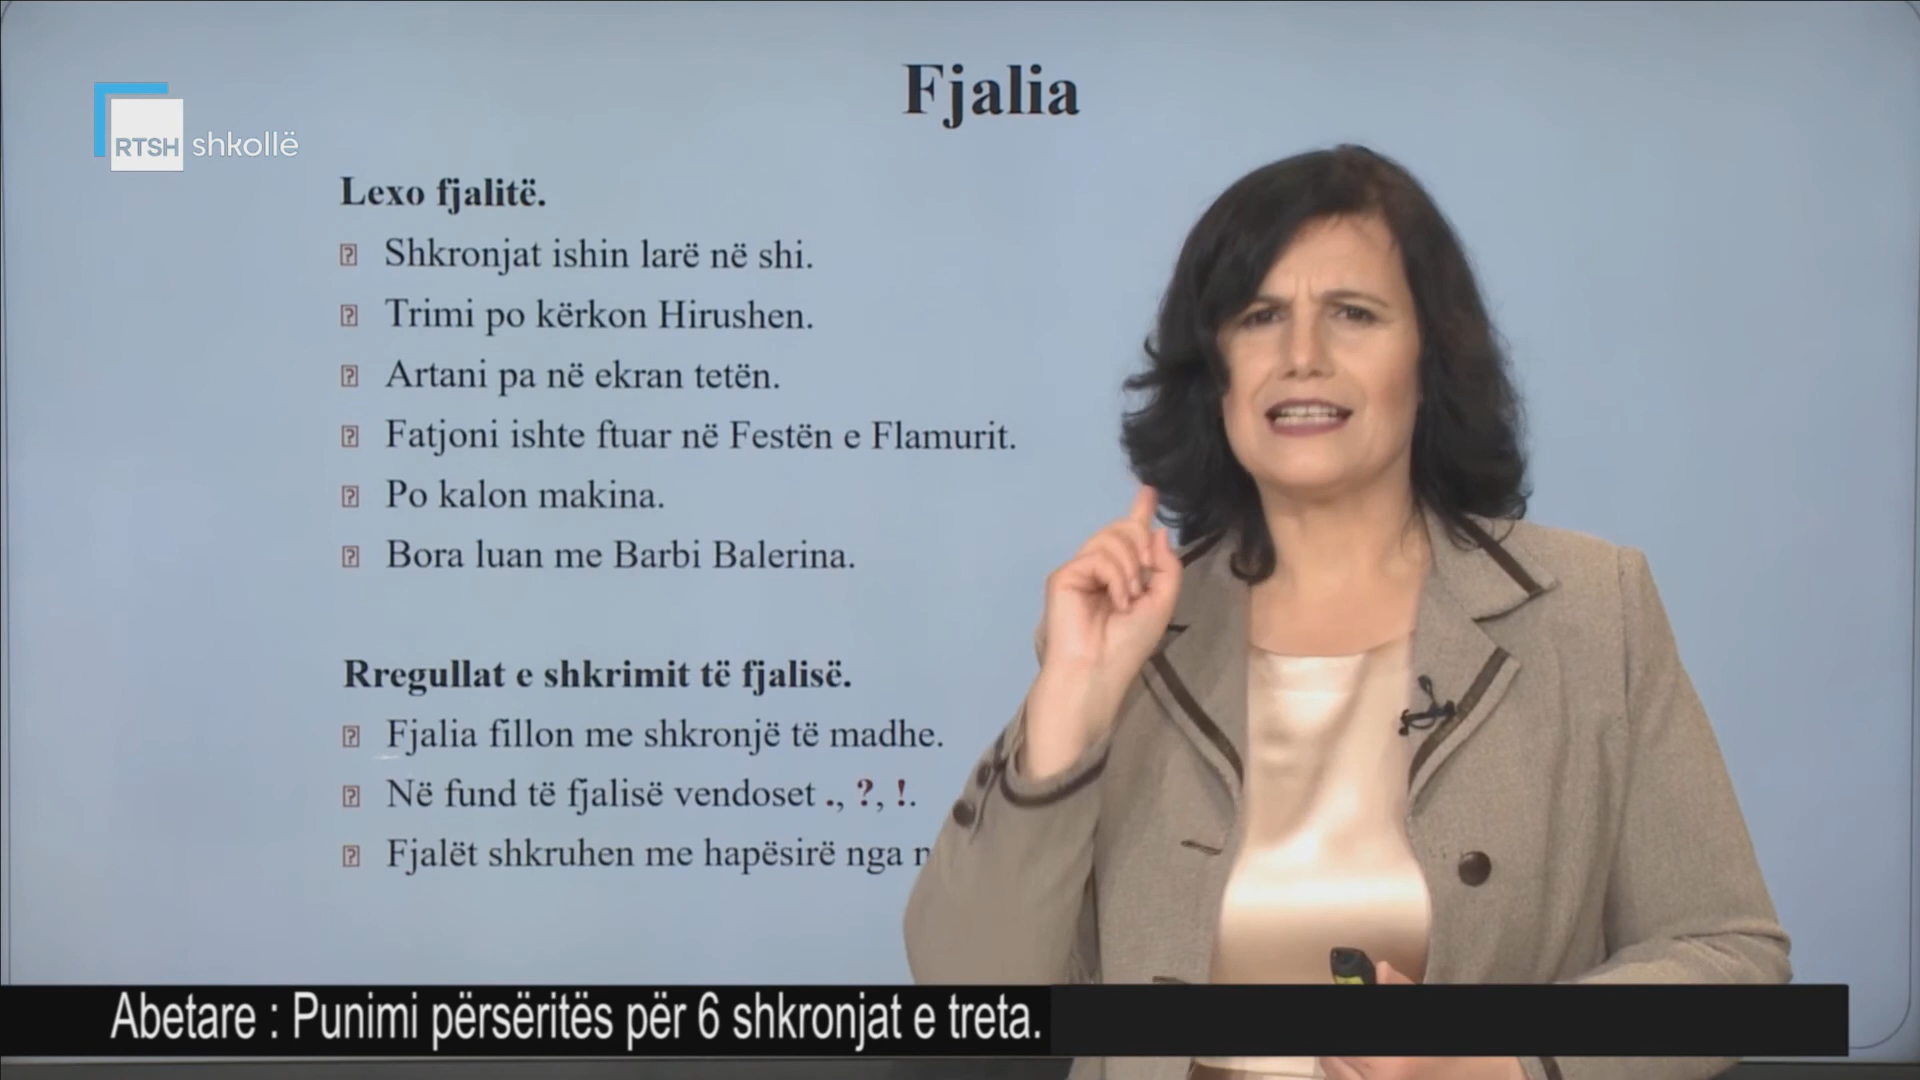 Fjalia
RTSH shkollë
Lexo fjalitë.
Shkronjat ishin larë në shi.
Trimi po kërkon Hirushen.
Artani pa në ekran tetën.
Fatjoni ishte ftuar në Festën e Flamurit.
Po kalon makina.
Bora luan me Barbi Balerina.
Rregullat e shkrimit të fjalisë.
Fjalia fillon me shkronjë të madhe.
Në fund të fjalisë vendoset ., ?, !.
Fjalët shkruhen me hapësirë nga
Abetare : Punimi përsëritës për 6 shkronjat e treta.